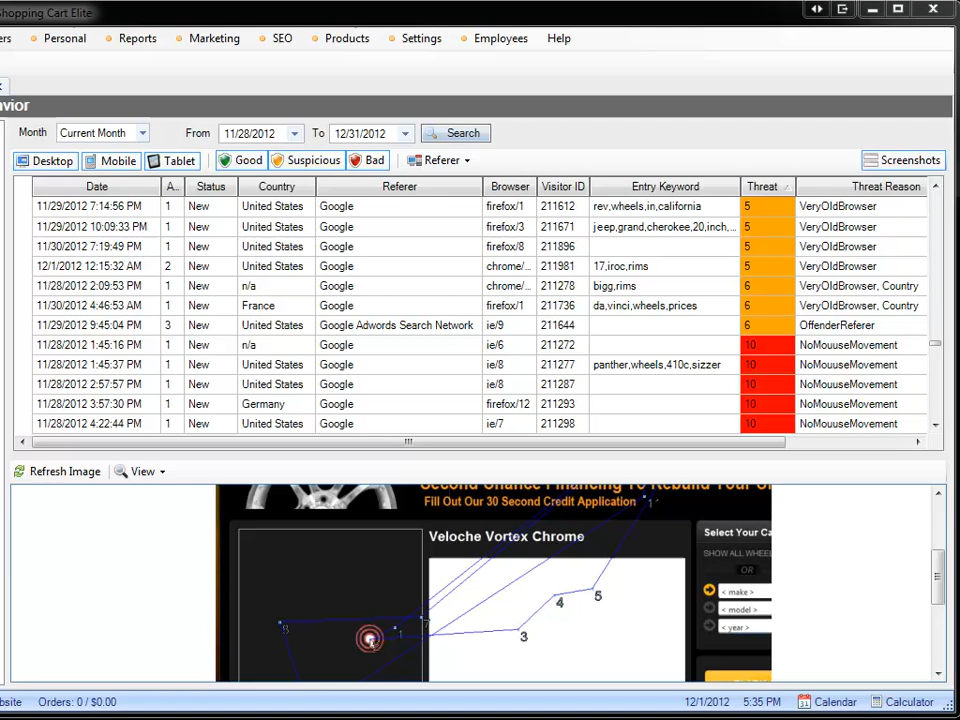 Shopping Cart Elite
ers Personal Reports Marketing SEO Products Settings Employees Help
avior
Month Current Month From 11/28/2012 To 12/31/2012 Search
Desktop Mobile Tablet Good Suspicious Bad Referer Screenshots
Date A... Status Country Referer Browser Visitor ID Entry Keyword Threat Threat Reason
11/29/2012 7:14:56 PM 1 New United States Google firefox/1 211612 rev,wheels,in,california 5 VeryOldBrowser
11/29/2012 10:09:33 PM 1 New United States Google firefox/3 211671 jeep,grand,cherokee,20,inch,... 5 VeryOldBrowser
11/30/2012 7:19:49 PM 1 New United States Google firefox/8 211896 5 VeryOldBrowser
12/1/2012 12:15:32 AM 2 New United States Google chrome/... 211981 17,iroc,rims 5 VeryOldBrowser
11/28/2012 2:09:53 PM 1 New n/a Google chrome/... 211278 bigg,rims 6 VeryOldBrowser, Country
11/30/2012 4:46:53 AM 1 New France Google firefox/1 211736 da,vinci,wheels,prices 6 VeryOldBrowser, Country
11/29/2012 9:45:04 PM 3 New United States Google Adwords Search Network ie/9 211644 6 OffenderReferer
11/28/2012 1:45:16 PM 1 New n/a Google ie/6 211272 10 NoMouuseMovement
11/28/2012 1:45:37 PM 1 New United States Google ie/8 211277 panther,wheels,410c,sizzer 10 NoMouuseMovement
11/28/2012 2:57:57 PM 1 New United States Google ie/8 211287 10 NoMouuseMovement
11/28/2012 3:57:30 PM 1 New Germany Google firefox/12 211293 10 NoMouuseMovement
11/28/2012 4:22:44 PM 1 New United States Google ie/7 211298 10 NoMouuseMovement
Refresh Image View
Second Chance Financing To Rebuild Your
Fill Out Our 30 Second Credit Application
Veloche Vortex Chrome
Select Your Ca
SHOW ALL WHEE
OR
< make >
< model >
< year >
5
4
3
8
7
1
bsite Orders: 0 / $0.00 12/1/2012 5:35 PM Calendar Calculator